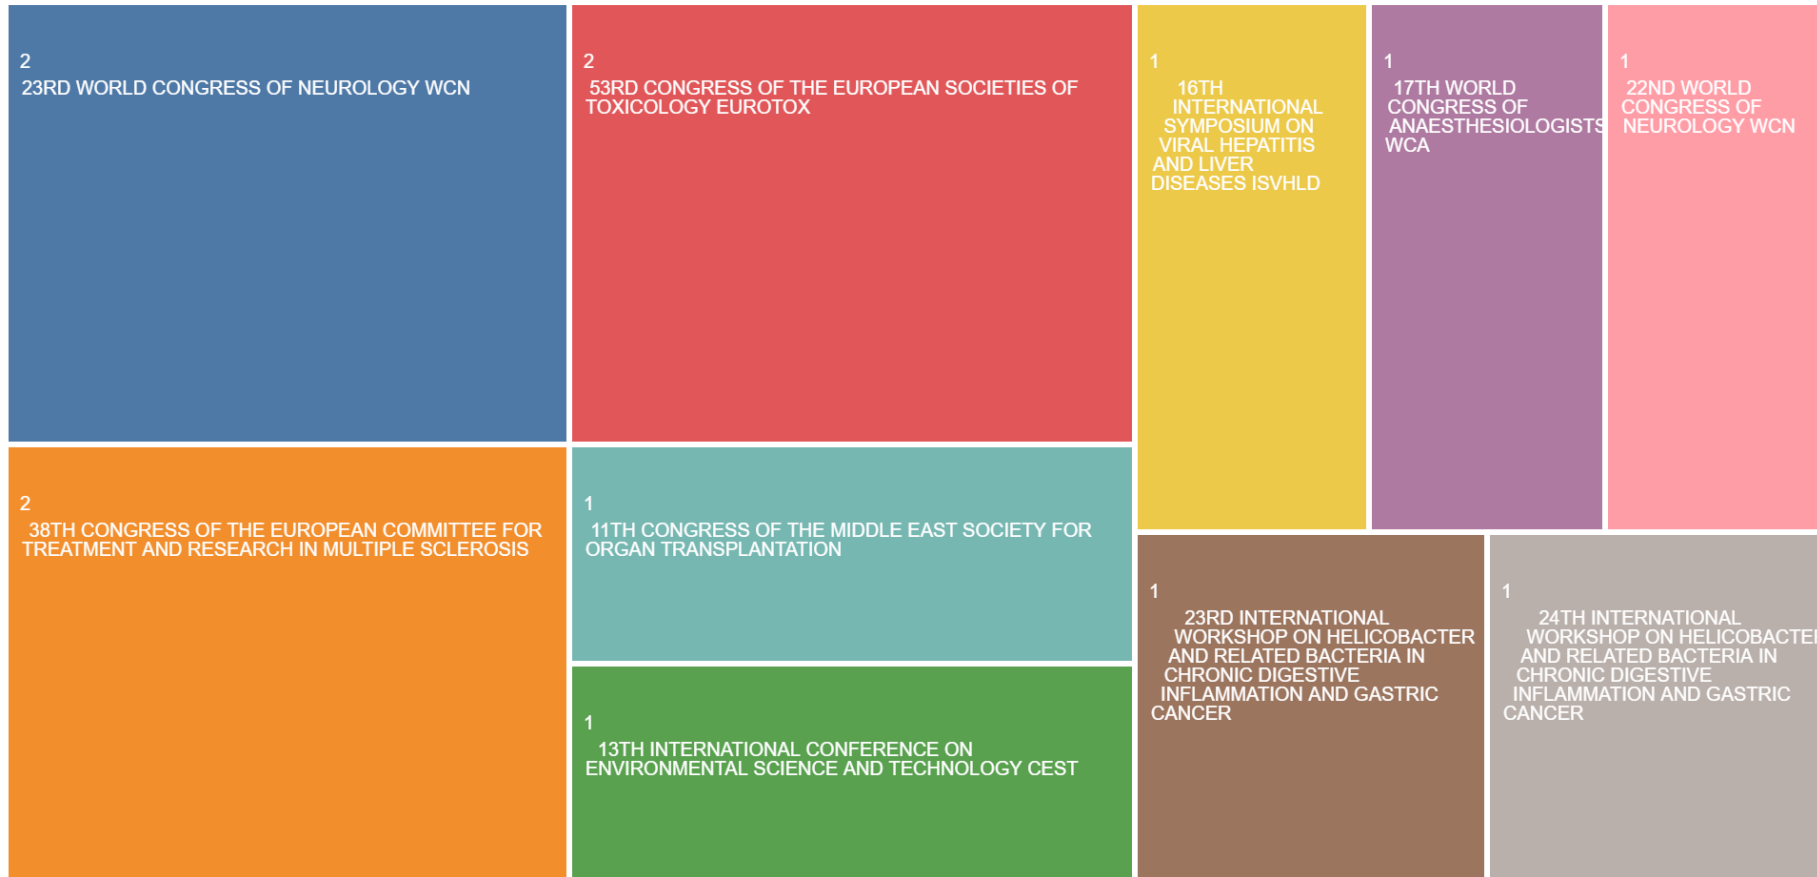 2
23RD WORLD CONGRESS OF NEUROLOGY WCN
2
53RD CONGRESS OF THE EUROPEAN SOCIETIES OF
TOXICOLOGY EUROTOX
1
16TH
INTERNATIONAL
SYMPOSIUM ON
VIRAL HEPATITIS
AND LIVER
DISEASES ISVHLD
1
17TH WORLD
CONGRESS OF
ANAESTHESIOLOGISTS
WCA
1
22ND WORLD
CONGRESS OF
NEUROLOGY WCN
2
38TH CONGRESS OF THE EUROPEAN COMMITTEE FOR
TREATMENT AND RESEARCH IN MULTIPLE SCLEROSIS
1
11TH CONGRESS OF THE MIDDLE EAST SOCIETY FOR
ORGAN TRANSPLANTATION
1
13TH INTERNATIONAL CONFERENCE ON
ENVIRONMENTAL SCIENCE AND TECHNOLOGY CEST
1
23RD INTERNATIONAL
WORKSHOP ON HELICOBACTER
AND RELATED BACTERIA IN
CHRONIC DIGESTIVE
INFLAMMATION AND GASTRIC
CANCER
1
24TH INTERNATIONAL
WORKSHOP ON HELICOBACTE
AND RELATED BACTERIA IN
CHRONIC DIGESTIVE
INFLAMMATION AND GASTRIC
CANCER